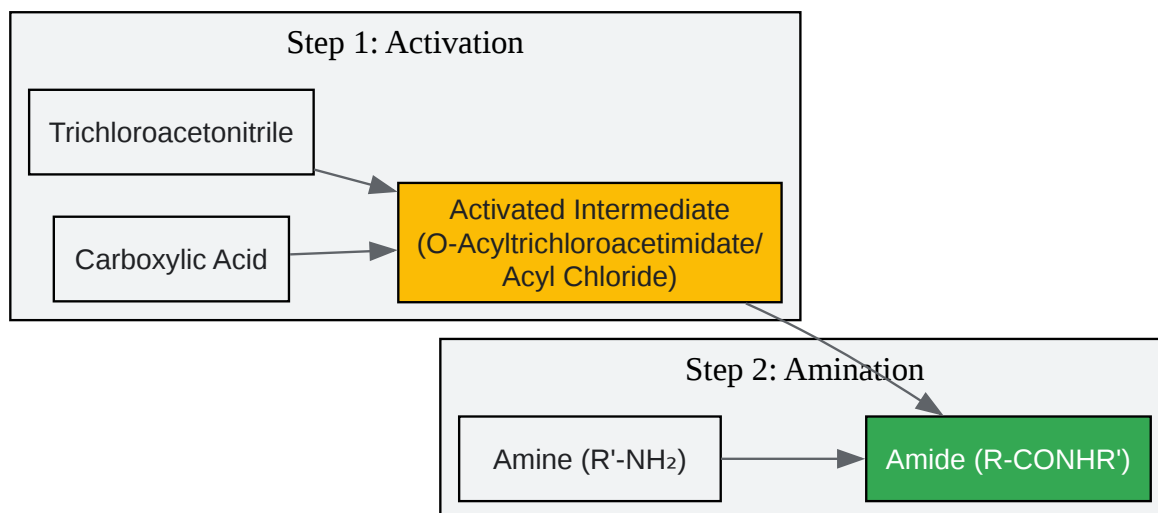 Step 1: Activation
Trichloroacetonitrile
Carboxylic Acid
Activated Intermediate
(O-Acyltrichloroacetimidate/
Acyl Chloride)
Step 2: Amination
Amine (R'-NH₂)
Amide (R-CONHR')